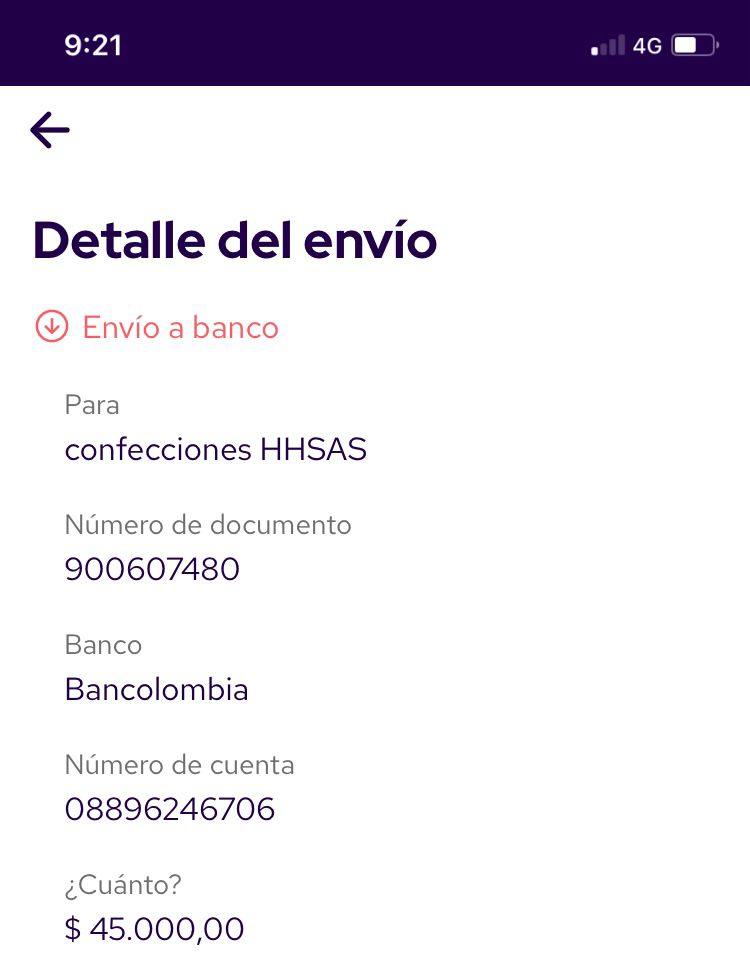 9:21
4G
Detalle del envío
Envío a banco
Para
confecciones HHSAS
Número de documento
900607480
Banco
Bancolombia
Número de cuenta
08896246706
¿Cuánto?
$ 45.000,00